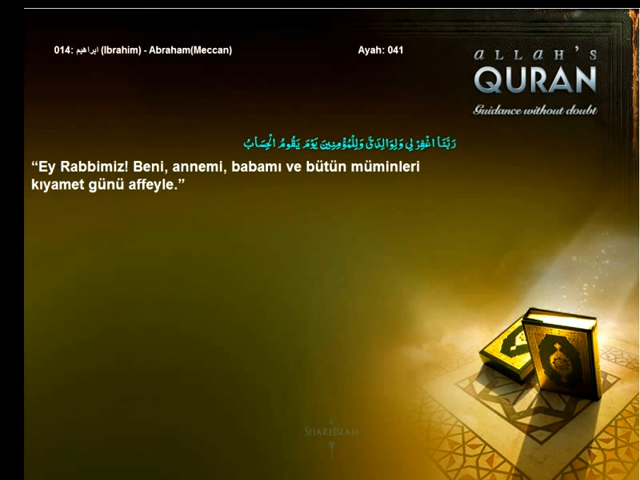 014: ابراهيم (Ibrahim) - Abraham(Meccan) Ayah: 041
ALLAH'S
QURAN
Guidance without doubt
رَبَّنَا اغْفِرْ لِي وَلِوَالِدَيَّ وَلِلْمُؤْمِنِينَ يَوْمَ يَقُومُ الْحِسَابُ
“Ey Rabbimiz! Beni, annemi, babamı ve bütün müminleri
kıyamet günü affeyle.”
SHAREISLAM